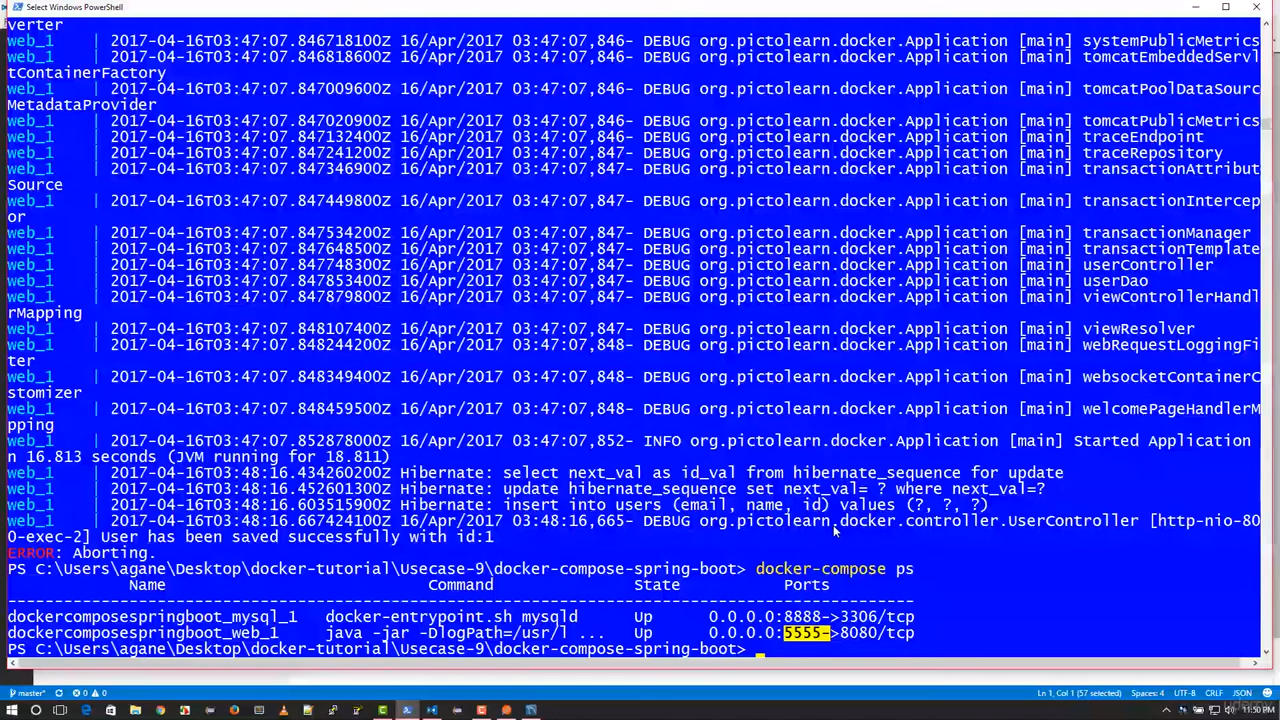 Select Windows PowerShell
verter
web_1     | 2017-04-16T03:47:07.846718100Z 16/Apr/2017 03:47:07,846- DEBUG org.pictolearn.docker.Application [main] systemPublicMetrics
web_1     | 2017-04-16T03:47:07.846818600Z 16/Apr/2017 03:47:07,846- DEBUG org.pictolearn.docker.Application [main] tomcatEmbeddedServl
tContainerFactory
web_1     | 2017-04-16T03:47:07.847009600Z 16/Apr/2017 03:47:07,846- DEBUG org.pictolearn.docker.Application [main] tomcatPoolDataSourc
MetadataProvider
web_1     | 2017-04-16T03:47:07.847020900Z 16/Apr/2017 03:47:07,846- DEBUG org.pictolearn.docker.Application [main] tomcatPublicMetrics
web_1     | 2017-04-16T03:47:07.847132400Z 16/Apr/2017 03:47:07,846- DEBUG org.pictolearn.docker.Application [main] traceEndpoint
web_1     | 2017-04-16T03:47:07.847241200Z 16/Apr/2017 03:47:07,847- DEBUG org.pictolearn.docker.Application [main] traceRepository
web_1     | 2017-04-16T03:47:07.847346900Z 16/Apr/2017 03:47:07,847- DEBUG org.pictolearn.docker.Application [main] transactionAttribut
Source
web_1     | 2017-04-16T03:47:07.847449800Z 16/Apr/2017 03:47:07,847- DEBUG org.pictolearn.docker.Application [main] transactionIntercep
or
web_1     | 2017-04-16T03:47:07.847534200Z 16/Apr/2017 03:47:07,847- DEBUG org.pictolearn.docker.Application [main] transactionManager
web_1     | 2017-04-16T03:47:07.847648500Z 16/Apr/2017 03:47:07,847- DEBUG org.pictolearn.docker.Application [main] transactionTemplate
web_1     | 2017-04-16T03:47:07.847748300Z 16/Apr/2017 03:47:07,847- DEBUG org.pictolearn.docker.Application [main] userController
web_1     | 2017-04-16T03:47:07.847853400Z 16/Apr/2017 03:47:07,847- DEBUG org.pictolearn.docker.Application [main] userDao
web_1     | 2017-04-16T03:47:07.847879800Z 16/Apr/2017 03:47:07,847- DEBUG org.pictolearn.docker.Application [main] viewControllerHandl
rMapping
web_1     | 2017-04-16T03:47:07.848107400Z 16/Apr/2017 03:47:07,847- DEBUG org.pictolearn.docker.Application [main] viewResolver
web_1     | 2017-04-16T03:47:07.848244200Z 16/Apr/2017 03:47:07,848- DEBUG org.pictolearn.docker.Application [main] webRequestLoggingFi
ter
web_1     | 2017-04-16T03:47:07.848349400Z 16/Apr/2017 03:47:07,848- DEBUG org.pictolearn.docker.Application [main] websocketContainerC
stomizer
web_1     | 2017-04-16T03:47:07.848459500Z 16/Apr/2017 03:47:07,848- DEBUG org.pictolearn.docker.Application [main] welcomePageHandlerM
pping
web_1     | 2017-04-16T03:47:07.852878000Z 16/Apr/2017 03:47:07,852- INFO org.pictolearn.docker.Application [main] Started Application
n 16.813 seconds (JVM running for 18.811)
web_1     | 2017-04-16T03:48:16.434260200Z Hibernate: select next_val as id_val from hibernate_sequence for update
web_1     | 2017-04-16T03:48:16.452601300Z Hibernate: update hibernate_sequence set next_val= ? where next_val=?
web_1     | 2017-04-16T03:48:16.603515900Z Hibernate: insert into users (email, name, id) values (?, ?, ?)
web_1     | 2017-04-16T03:48:16.667424100Z 16/Apr/2017 03:48:16,665- DEBUG org.pictolearn.docker.controller.UserController [http-nio-80
0-exec-2] User has been saved successfully with id:1
ERROR: Aborting.
PS C:\Users\agane\Desktop\docker-tutorial\Usecase-9\docker-compose-spring-boot> docker-compose ps
Name     Command     State     Ports
dockercomposespringboot_mysql_1   docker-entrypoint.sh mysqld      Up      0.0.0.0:8888->3306/tcp
dockercomposespringboot_web_1     java -jar -DlogPath=/usr/l ...   Up      0.0.0.0:5555->8080/tcp
PS C:\Users\agane\Desktop\docker-tutorial\Usecase-9\docker-compose-spring-boot>
master* 0 0 Ln 1, Col 1 (57 selected) Spaces: 4 UTF-8 CRLF JSON
udemy
11:50 PM